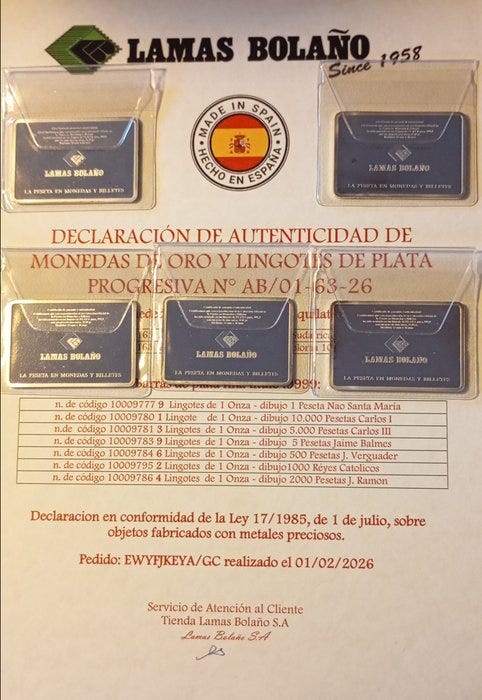 LAMAS BOLAÑO
Since 1958
MADE IN SPAIN
HECHO EN ESPAÑA
LAMAS BOLAÑO
LA PESETA EN MONEDAS Y BILLETES
LAMAS BOLAÑO
LA PESETA EN MONEDAS Y BILLETES
DECLARACIÓN DE AUTENTICIDAD DE
MONEDAS DE ORO Y LINGOTES DE PLATA
PROGRESIVA Nº AB/01-63-26
LAMAS BOLAÑO
LA PESETA EN MONEDAS Y BILLETES
LAMAS BOLAÑO
LA PESETA EN MONEDAS Y BILLETES
LAMAS BOLAÑO
LA PESETA EN MONEDAS Y BILLETES
n. de código 10009777 9 Lingotes de 1 Onza - dibujo 1 Peseta Nao Santa Maria
n. de código 10009780 1 Lingote de 1 Onza - dibujo 10.000 Pesetas Carlos I
n.de código 10009781 3 Lingotes de 1 Onza - dibujo 5.000 Pesetas Carlos III
n. de código 10009783 9 Lingotes de 1 Onza - dibujo 5 Pesetas Jaime Balmes
n. de código 10009784 6 Lingotes de 1 Onza - dibujo 500 Pesetas J. Verguader
n. de código 10009795 2 Lingotes de 1 Onza - dibujo1000 Reyes Catolicos
n. de código 10009786 4 Lingotes de 1 Onza - dibujo 2000 Pesetas J. Ramon
Declaracion en conformidad de la Ley 17/1985, de 1 de julio, sobre
objetos fabricados con metales preciosos.
Pedido: EWYFJKEYA/GC realizado el 01/02/2026
Servicio de Atención al Cliente
Tienda Lamas Bolaño S.A
Lamas Bolaño S.A